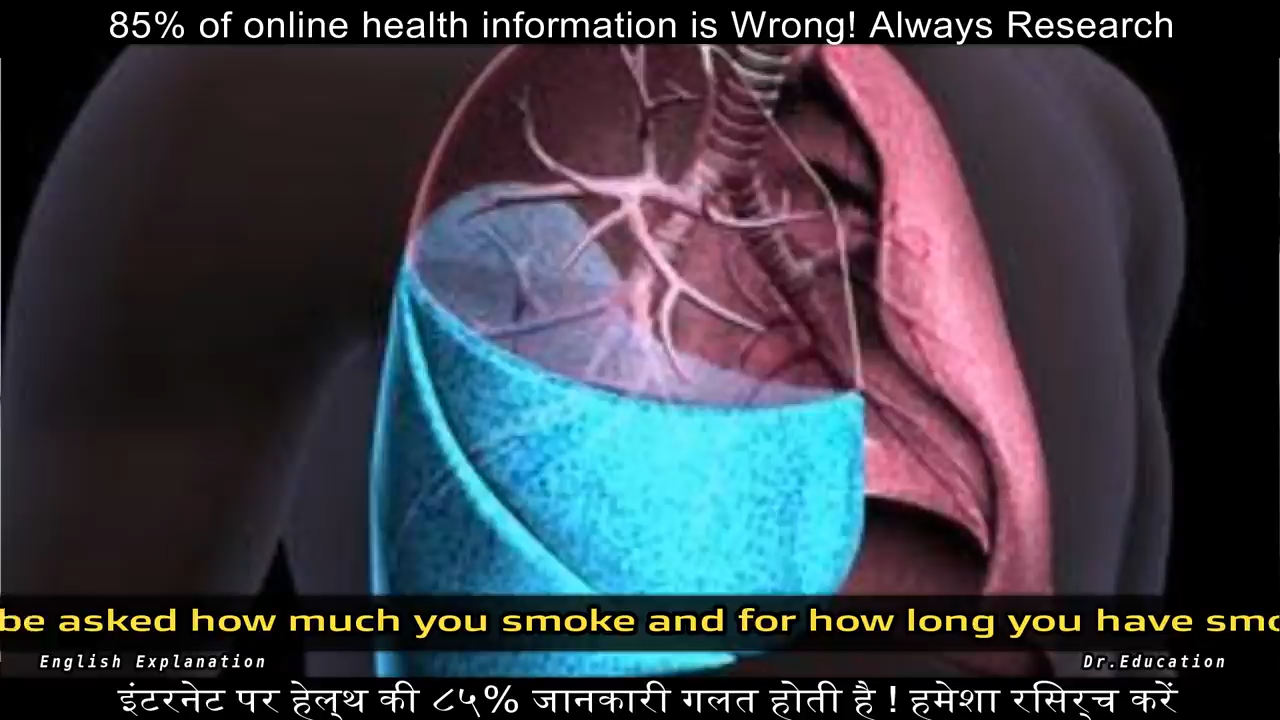 85% of online health information is Wrong! Always Research
be asked how much you smoke and for how long you have smo
English Explanation
Dr.Education
इंटरनेट पर हेल्थ की ८५% जानकारी गलत होती है ! हमेशा रसिर्च करें